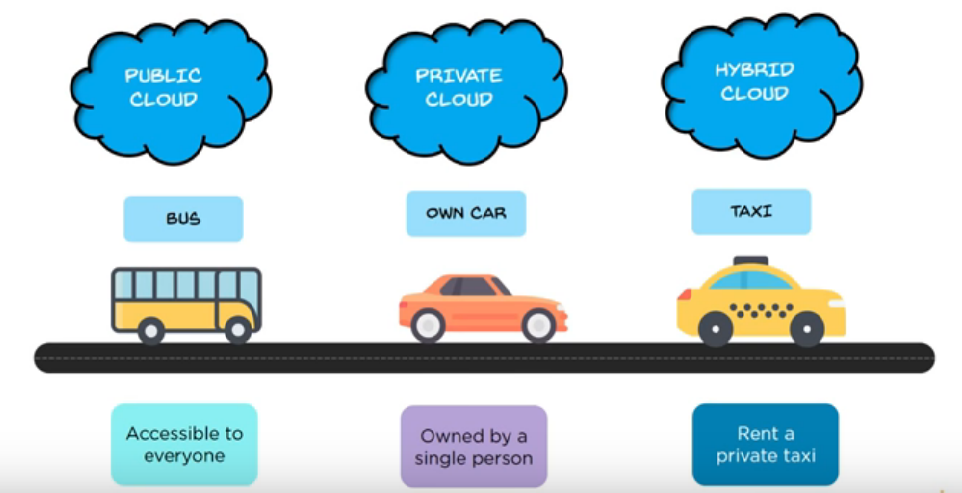 PUBLIC
CLOUD
PRIVATE
CLOUD
HYBRID
CLOUD
BUS
OWN CAR
TAXI
Accessible to
everyone
Owned by a
single person
Rent a
private taxi